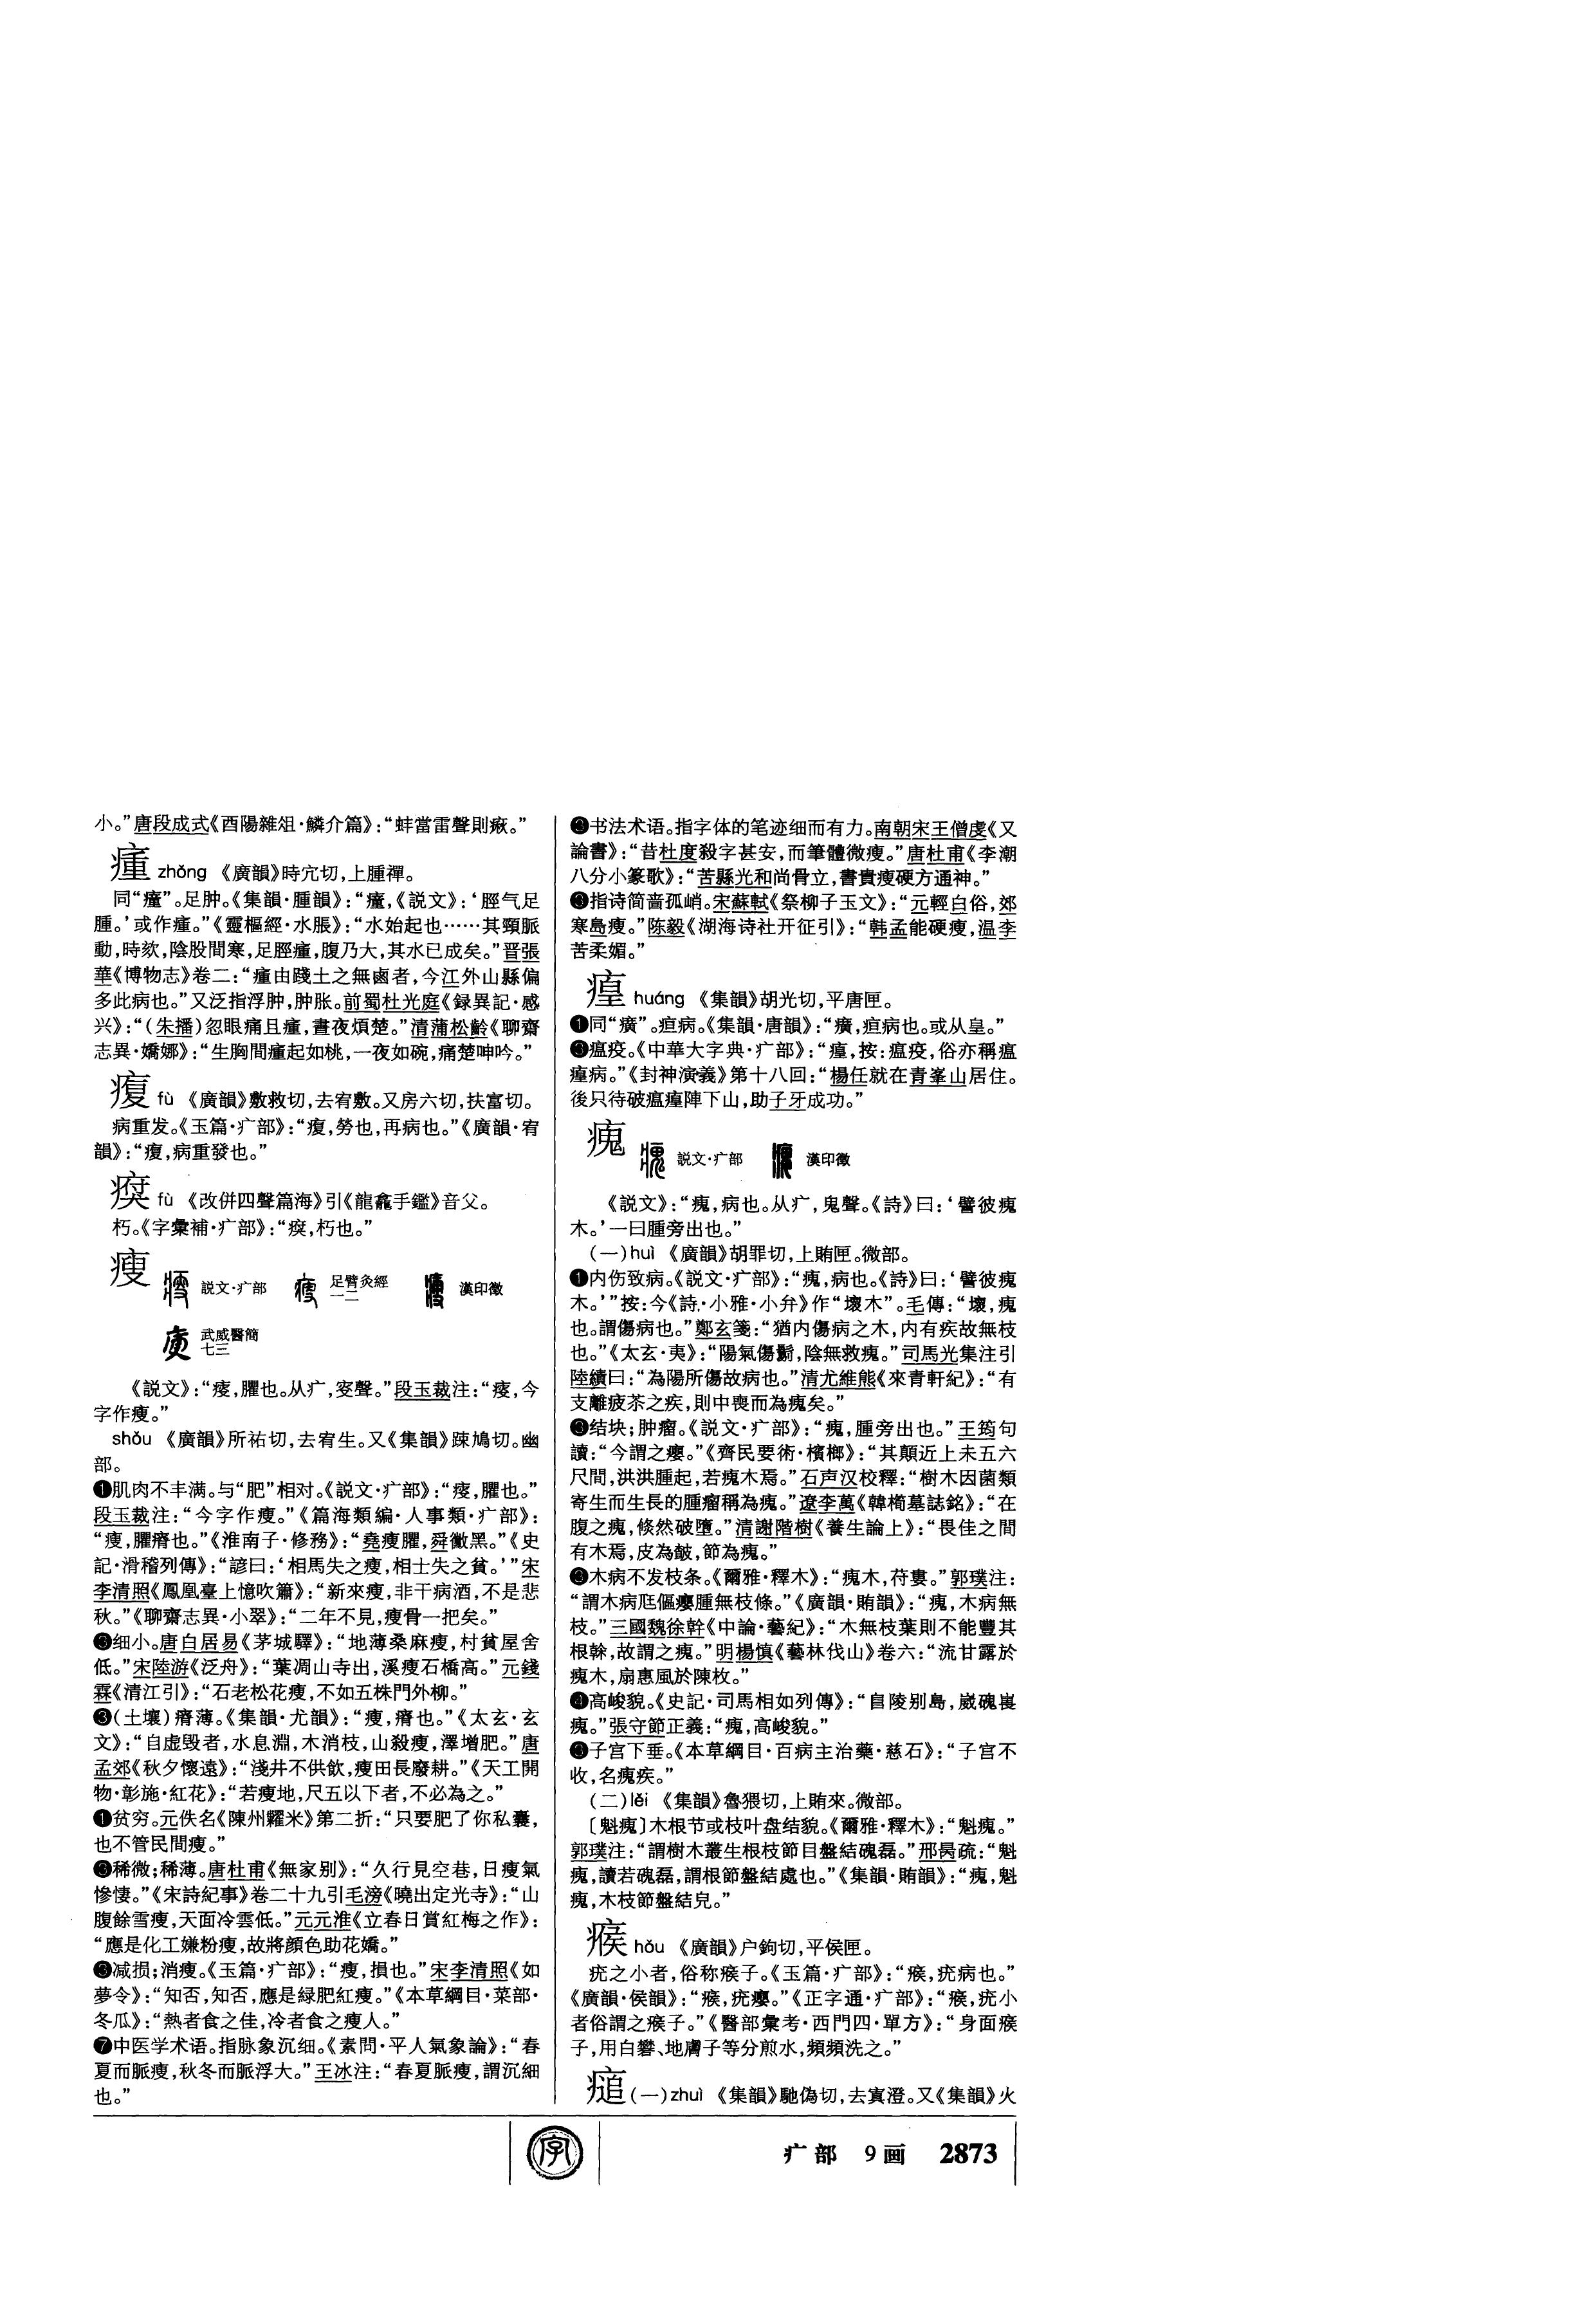 小。”唐段成式《酉陽雜俎·鱗介篇》：“蚌當雷聲則㾭。”
瘇 zhǒng 《廣韻》時宂切，上腫禪。
同“𤻱”。足肿。《集韻·腫韻》：“𤻱，《説文》：‘脛气足
腫。’或作瘇。”《靈樞經·水脹》：“水始起也……其頸脈
動，時欬，陰股間寒，足脛瘇，腹乃大，其水已成矣。”晋張
華《博物志》卷二：“瘇由踐土之無鹵者，今江外山縣偏
多此病也。”又泛指浮肿，肿胀。前蜀杜光庭《録異記·感
兴》：“（朱播）忽眼痛且瘇，晝夜煩楚。”清蒲松齡《聊齋
志異·嬌娜》：“生胸間瘇起如桃，一夜如碗，痛楚呻吟。”
㾺 fù 《廣韻》敷救切，去宥敷。又房六切，扶富切。
病重发。《玉篇·疒部》：“㾺，勞也，再病也。”《廣韻·宥
韻》：“㾺，病重發也。”
fù 《改併四聲篇海》引《龍龕手鑑》音父。
朽。《字彙補·疒部》：“，朽也。”
瘦 説文·疒部 足臂灸經一二 漢印徵
武威醫簡七三
《説文》：“𤸃，臞也。从疒，叜聲。”段玉裁注：“𤸃，今
字作瘦。”
shòu 《廣韻》所祐切，去宥生。又《集韻》踈鳩切。幽
部。
❶肌肉不丰满。与“肥”相对。《説文·疒部》：“𤸃，臞也。”
段玉裁注：“今字作瘦。”《篇海類編·人事類·疒部》：
“瘦，臞瘠也。”《淮南子·修務》：“堯瘦臞，舜黴黑。”《史
記·滑稽列傳》：“諺曰：‘相馬失之瘦，相士失之貧。’”宋
李清照《鳳凰臺上憶吹簫》：“新來瘦，非干病酒，不是悲
秋。”《聊齋志異·小翠》：“二年不見，瘦骨一把矣。”
❷细小。唐白居易《茅城驛》：“地薄桑麻瘦，村貧屋舍
低。”宋陸游《泛舟》：“葉凋山寺出，溪瘦石橋高。”元錢
霖《清江引》：“石老松花瘦，不如五株門外柳。”
❸（土壤）瘠薄。《集韻·尤韻》：“瘦，瘠也。”《太玄·玄
文》：“自虚毁者，水息淵，木消枝，山殺瘦，澤增肥。”唐
孟郊《秋夕懷遠》：“淺井不供飲，瘦田長廢耕。”《天工開
物·彰施·紅花》：“若瘦地，尺五以下者，不必為之。”
❹贫穷。元佚名《陳州糶米》第二折：“只要肥了你私囊，
也不管民間瘦。”
❺稀微；稀薄。唐杜甫《無家别》：“久行見空巷，日瘦氣
慘悽。”《宋詩紀事》卷二十九引毛滂《曉出定光寺》：“山
腹餘雪瘦，天面冷雲低。”元元淮《立春日賞紅梅之作》：
“應是化工嫌粉瘦，故將顔色助花嬌。”
❻减损；消瘦。《玉篇·疒部》：“瘦，損也。”宋李清照《如
夢令》：“知否，知否，應是緑肥紅瘦。”《本草綱目·菜部·
冬瓜》：“熱者食之佳，冷者食之瘦人。”
❼中医学术语。指脉象沉细。《素問·平人氣象論》：“春
夏而脈瘦，秋冬而脈浮大。”王冰注：“春夏脈瘦，謂沉細
也。”
❽书法术语。指字体的笔迹细而有力。南朝宋王僧虔《又
論書》：“昔杜度殺字甚安，而筆體微瘦。”唐杜甫《李潮
八分小篆歌》：“苦縣光和尚骨立，書貴瘦硬方通神。”
❾指诗简啬孤峭。宋蘇軾《祭柳子玉文》：“元輕白俗，郊
寒島瘦。”陈毅《湖海诗社开征引》：“韩孟能硬瘦，温李
苦柔媚。”
瘽 huáng 《集韻》胡光切，平唐匣。
❶同“癀”。疸病。《集韻·唐韻》：“癀，疸病也。或从皇。”
❷瘟疫。《中華大字典·疒部》：“㾮，按：瘟疫，俗亦稱瘟
㾮病。”《封神演義》第十八回：“楊任就在青峯山居住。
後只待破瘟㾮陣下山，助子牙成功。”
瘣 説文·疒部 漢印徵
《説文》：“瘣，病也。从疒，鬼聲。《詩》曰：‘譬彼瘣
木。’一曰腫旁出也。”
（一）huì 《廣韻》胡罪切，上賄匣。微部。
❶内伤致病。《説文·疒部》：“瘣，病也。《詩》曰：‘譬彼瘣
木。’”按：今《詩·小雅·小弁》作“壞木”。毛傳：“壞，瘣
也。謂傷病也。”鄭玄箋：“猶内傷病之木，内有疾故無枝
也。”《太玄·夷》：“陽氣傷鬀，陰無救瘣。”司馬光集注引
陸績曰：“為陽所傷故病也。”清尤維熊《來青軒紀》：“有
支離疲苶之疾，則中喪而為瘣矣。”
❷结块；肿瘤。《説文·疒部》：“瘣，腫旁出也。”王筠句
讀：“今謂之癭。”《齊民要術·檳榔》：“其顛近上未五六
尺間，洪洪腫起，若瘣木焉。”石声汉校釋：“樹木因菌類
寄生而生長的腫瘤稱為瘣。”遼李萬《韓橁墓誌銘》：“在
腹之瘣，倏然破墮。”清謝階樹《養生論上》：“畏佳之間
有木焉，皮為皵，節為瘣。”
❸木病不发枝条。《爾雅·釋木》：“瘣木，苻婁。”郭璞注：
“謂木病尫傴癭腫無枝條。”《廣韻·賄韻》：“瘣，木病無
枝。”三國魏徐幹《中論·藝紀》：“木無枝葉則不能豐其
根榦，故謂之瘣。”明楊慎《藝林伐山》卷六：“流甘露於
瘣木，扇惠風於陳枚。”
❹高峻貌。《史記·司馬相如列傳》：“自陵别島，崴磈嵔
瘣。”張守節正義：“瘣，高峻貌。”
❺子宫下垂。《本草綱目·百病主治藥·慈石》：“子宫不
收，名瘣疾。”
（二）lěi 《集韻》魯猥切，上賄來。微部。
〔魁瘣〕木根节或枝叶盘结貌。《爾雅·釋木》：“魁瘣。”
郭璞注：“謂樹木叢生根枝節目盤結磈磊。”邢昺疏：“魁
瘣，讀若磈磊，謂根節盤結處也。”《集韻·賄韻》：“瘣，魁
瘣，木枝節盤結皃。”
瘊 hóu 《廣韻》户鉤切，平侯匣。
疣之小者，俗称瘊子。《玉篇·疒部》：“瘊，疣病也。”
《廣韻·侯韻》：“瘊，疣癭。”《正字通·疒部》：“瘊，疣小
者俗謂之瘊子。”《醫部彙考·西門四·單方》：“身面瘊
子，用白礬、地膚子等分煎水，頻頻洗之。”
㾽（一）zhuì 《集韻》馳偽切，去寘澄。又《集韻》火
字
疒部 9画 2873